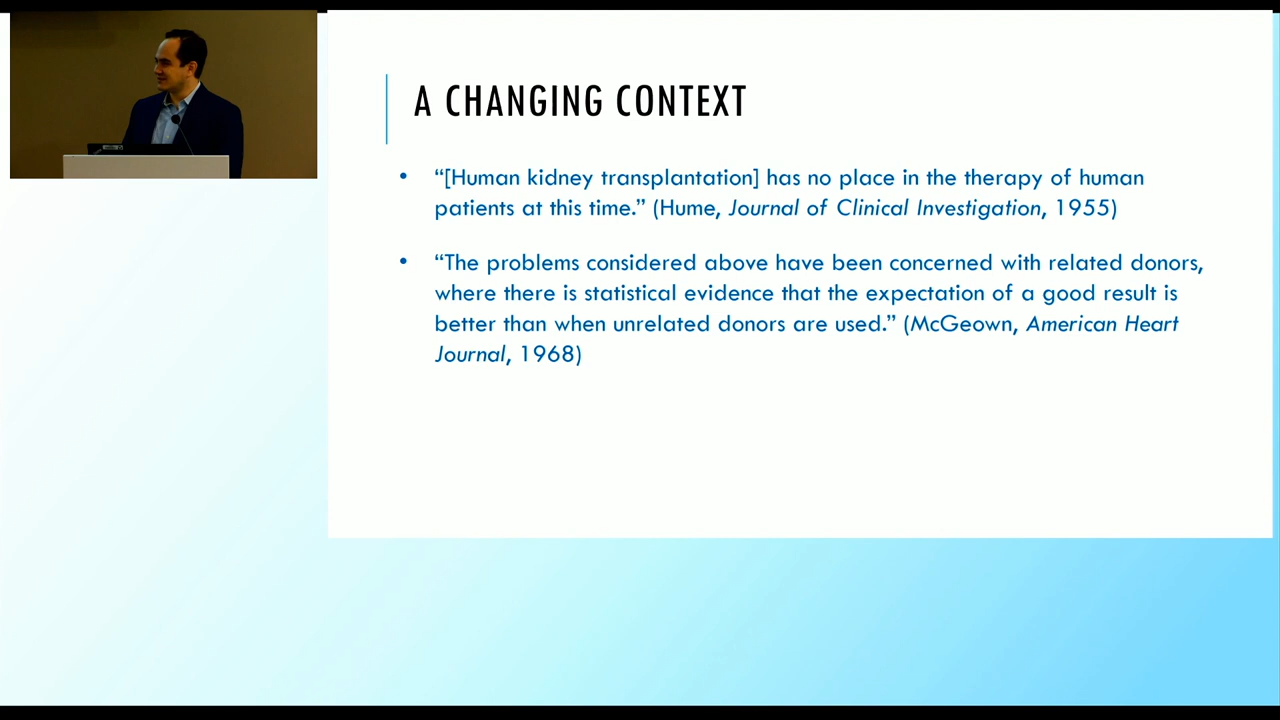 A CHANGING CONTEXT
• “[Human kidney transplantation] has no place in the therapy of human
patients at this time.” (Hume, Journal of Clinical Investigation, 1955)
• “The problems considered above have been concerned with related donors,
where there is statistical evidence that the expectation of a good result is
better than when unrelated donors are used.” (McGeown, American Heart
Journal, 1968)